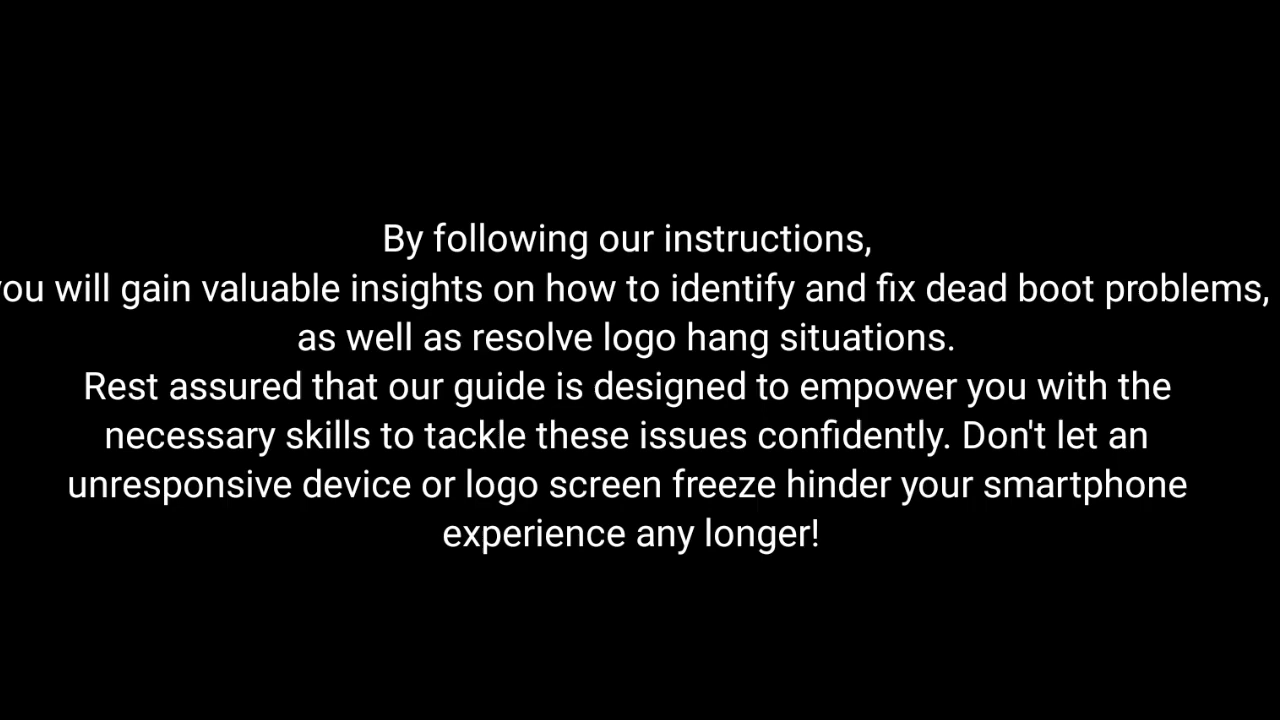 By following our instructions,
you will gain valuable insights on how to identify and fix dead boot problems,
as well as resolve logo hang situations.
Rest assured that our guide is designed to empower you with the
necessary skills to tackle these issues confidently. Don't let an
unresponsive device or logo screen freeze hinder your smartphone
experience any longer!